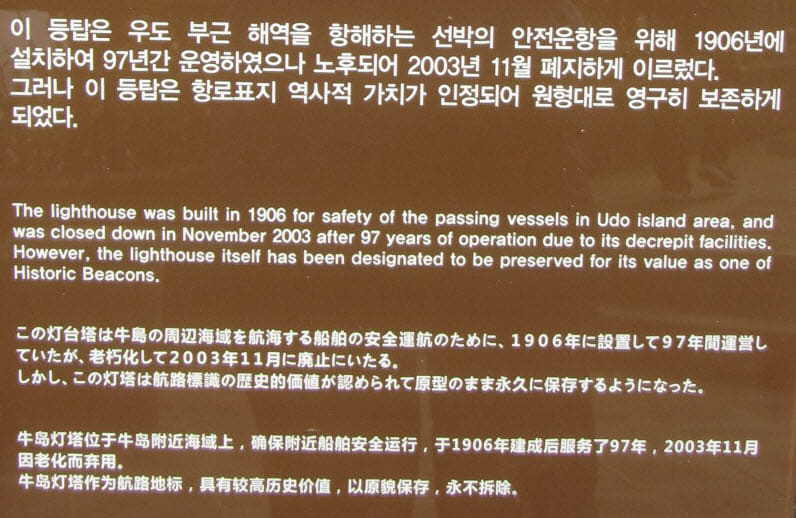 이 등탑은 우도 부근 해역을 항해하는 선박의 안전운항을 위해 1906년에
설치하여 97년간 운영하였으나 노후되어 2003년 11월 폐지하게 이르렀다.
그러나 이 등탑은 항로표지 역사적 가치가 인정되어 원형대로 영구히 보존하게
되었다.
The lighthouse was built in 1906 for safety of the passing vessels in Udo island area, and
was closed down in November 2003 after 97 years of operation due to its decrepit facilities.
However, the lighthouse itself has been designated to be preserved for its value as one of
Historic Beacons.
この灯台塔は牛島の周辺海域を航海する船舶の安全運航のために、1906年に設置して97年間運営し
ていたが、老朽化して2003年11月に廃止にいたる。
しかし、この灯塔は航路標識の歴史的価値が認められて原型のまま永久に保存するようになった。
牛岛灯塔位于牛岛附近海域上，确保附近船舶安全运行，于1906年建成后服务了97年，2003年11月
因老化而弃用。
牛岛灯塔作为航路地标，具有较高历史价值，以原貌保存，永不拆除。